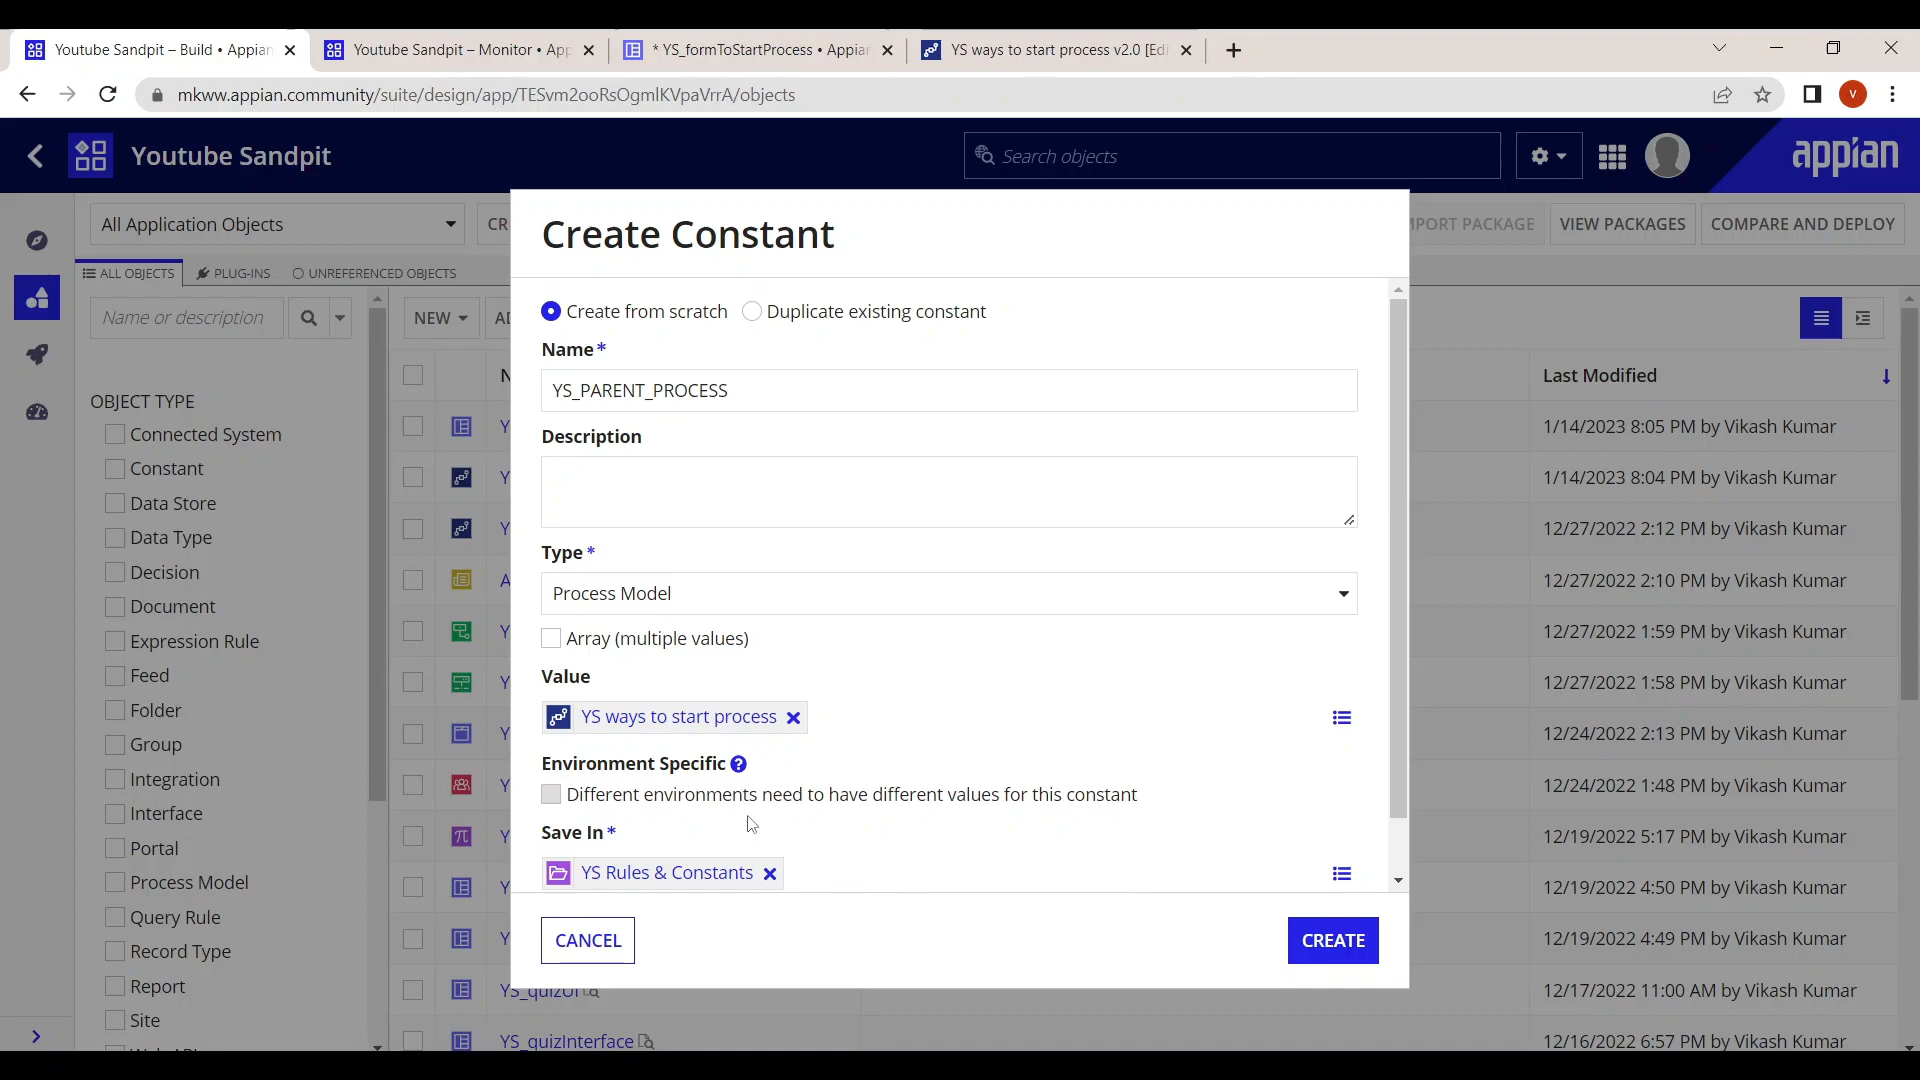 Youtube Sandpit – Build • Appian
Youtube Sandpit – Monitor • App
* YS_formToStartProcess • Appian
YS ways to start process v2.0 [Edi
mkww.appian.community/suite/design/app/TESvm2ooRsOgmlKVpaVrrA/objects
V
Youtube Sandpit
Search objects
appian
All Application Objects
CR
MPORT PACKAGE
VIEW PACKAGES
COMPARE AND DEPLOY
ALL OBJECTS
PLUG-INS
UNREFERENCED OBJECTS
Name or description
NEW
AD
OBJECT TYPE
Connected System
Constant
Data Store
Data Type
Decision
Document
Expression Rule
Feed
Folder
Group
Integration
Interface
Portal
Process Model
Query Rule
Record Type
Report
Site
Create Constant
Create from scratch
Duplicate existing constant
Name*
YS_PARENT_PROCESS
Description
Type*
Process Model
Array (multiple values)
Value
YS ways to start process
Environment Specific ?
Different environments need to have different values for this constant
Save In*
YS Rules & Constants
CANCEL
CREATE
YS_quizUI
YS_quizInterface
Last Modified
1/14/2023 8:05 PM by Vikash Kumar
1/14/2023 8:04 PM by Vikash Kumar
12/27/2022 2:12 PM by Vikash Kumar
12/27/2022 2:10 PM by Vikash Kumar
12/27/2022 1:59 PM by Vikash Kumar
12/27/2022 1:58 PM by Vikash Kumar
12/24/2022 2:13 PM by Vikash Kumar
12/24/2022 1:48 PM by Vikash Kumar
12/19/2022 5:17 PM by Vikash Kumar
12/19/2022 4:50 PM by Vikash Kumar
12/19/2022 4:49 PM by Vikash Kumar
12/17/2022 11:00 AM by Vikash Kumar
12/16/2022 6:57 PM by Vikash Kumar